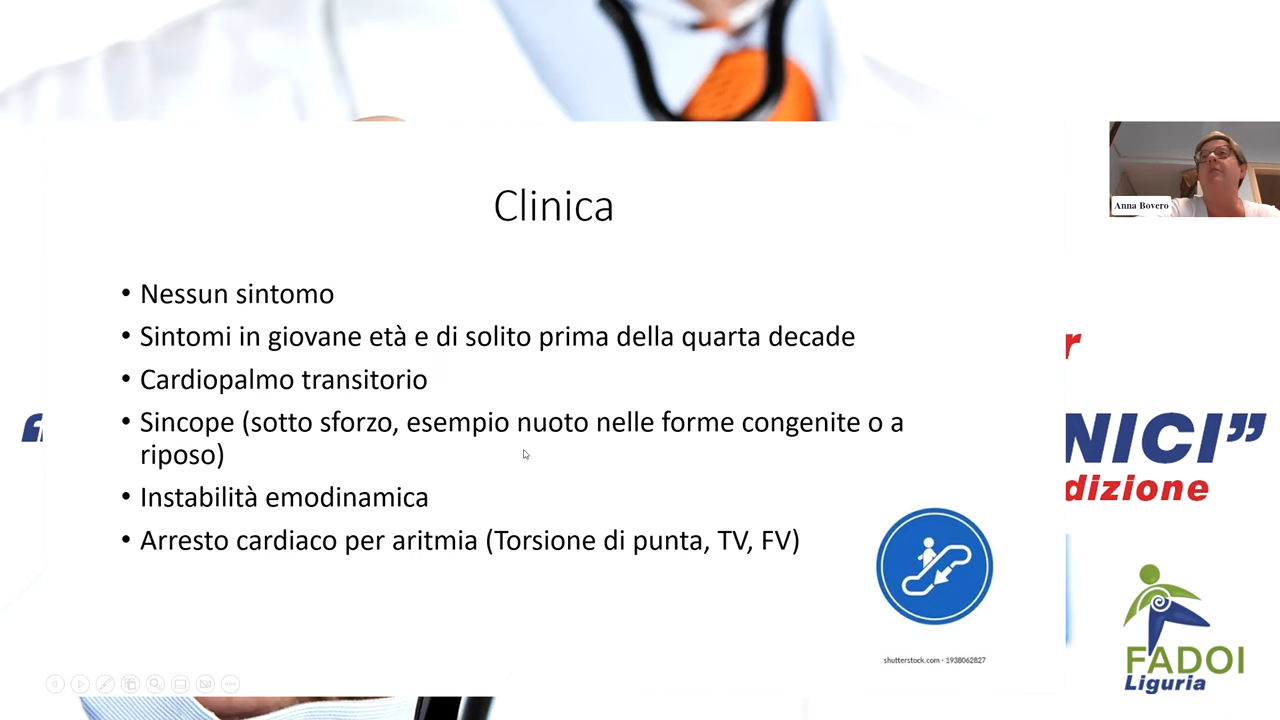 Clinica
• Nessun sintomo
• Sintomi in giovane età e di solito prima della quarta decade
• Cardiopalmo transitorio
• Sincope (sotto sforzo, esempio nuoto nelle forme congenite o a
riposo)
• Instabilità emodinamica
• Arresto cardiaco per aritmia (Torsione di punta, TV, FV)
shutterstock.com · 1938062827
Anna Bovero
r
“
NICI”
dizione
FADOI
Liguria